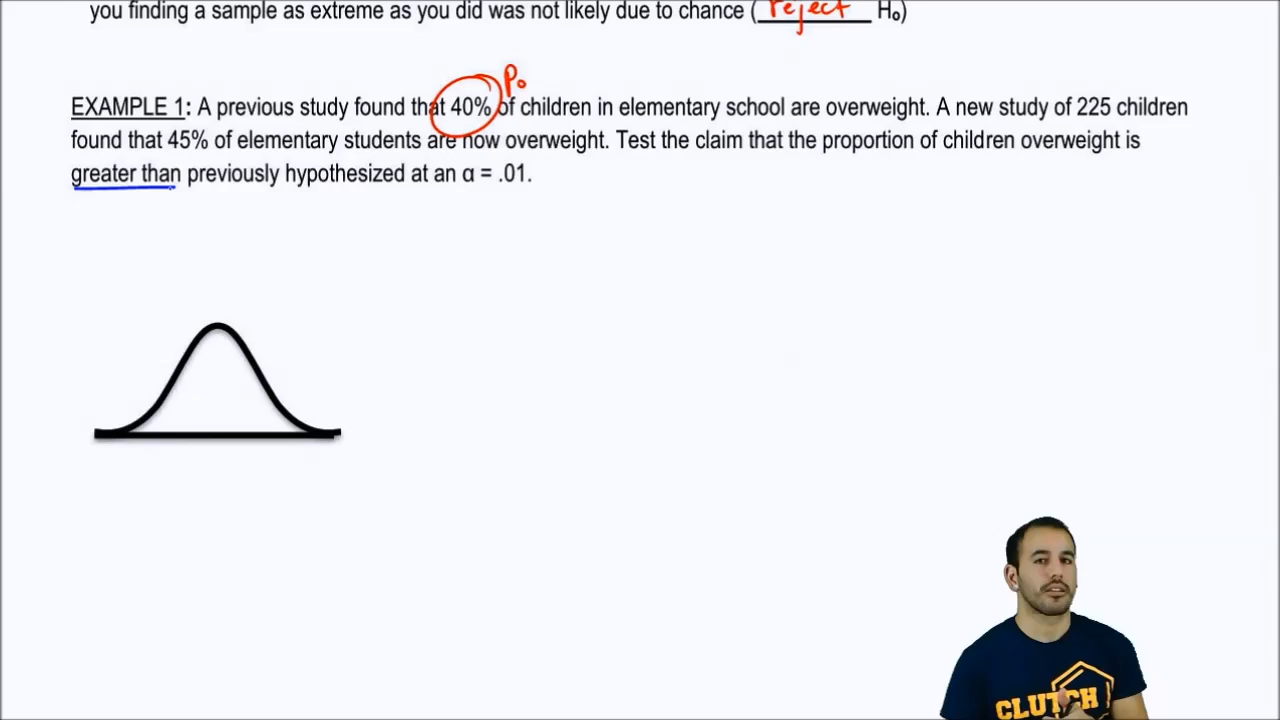 you finding a sample as extreme as you did was not likely due to chance (reject H₀)
P₀
EXAMPLE 1: A previous study found that 40% of children in elementary school are overweight. A new study of 225 children
found that 45% of elementary students are now overweight. Test the claim that the proportion of children overweight is
greater than previously hypothesized at an α = .01.
CLUTCH